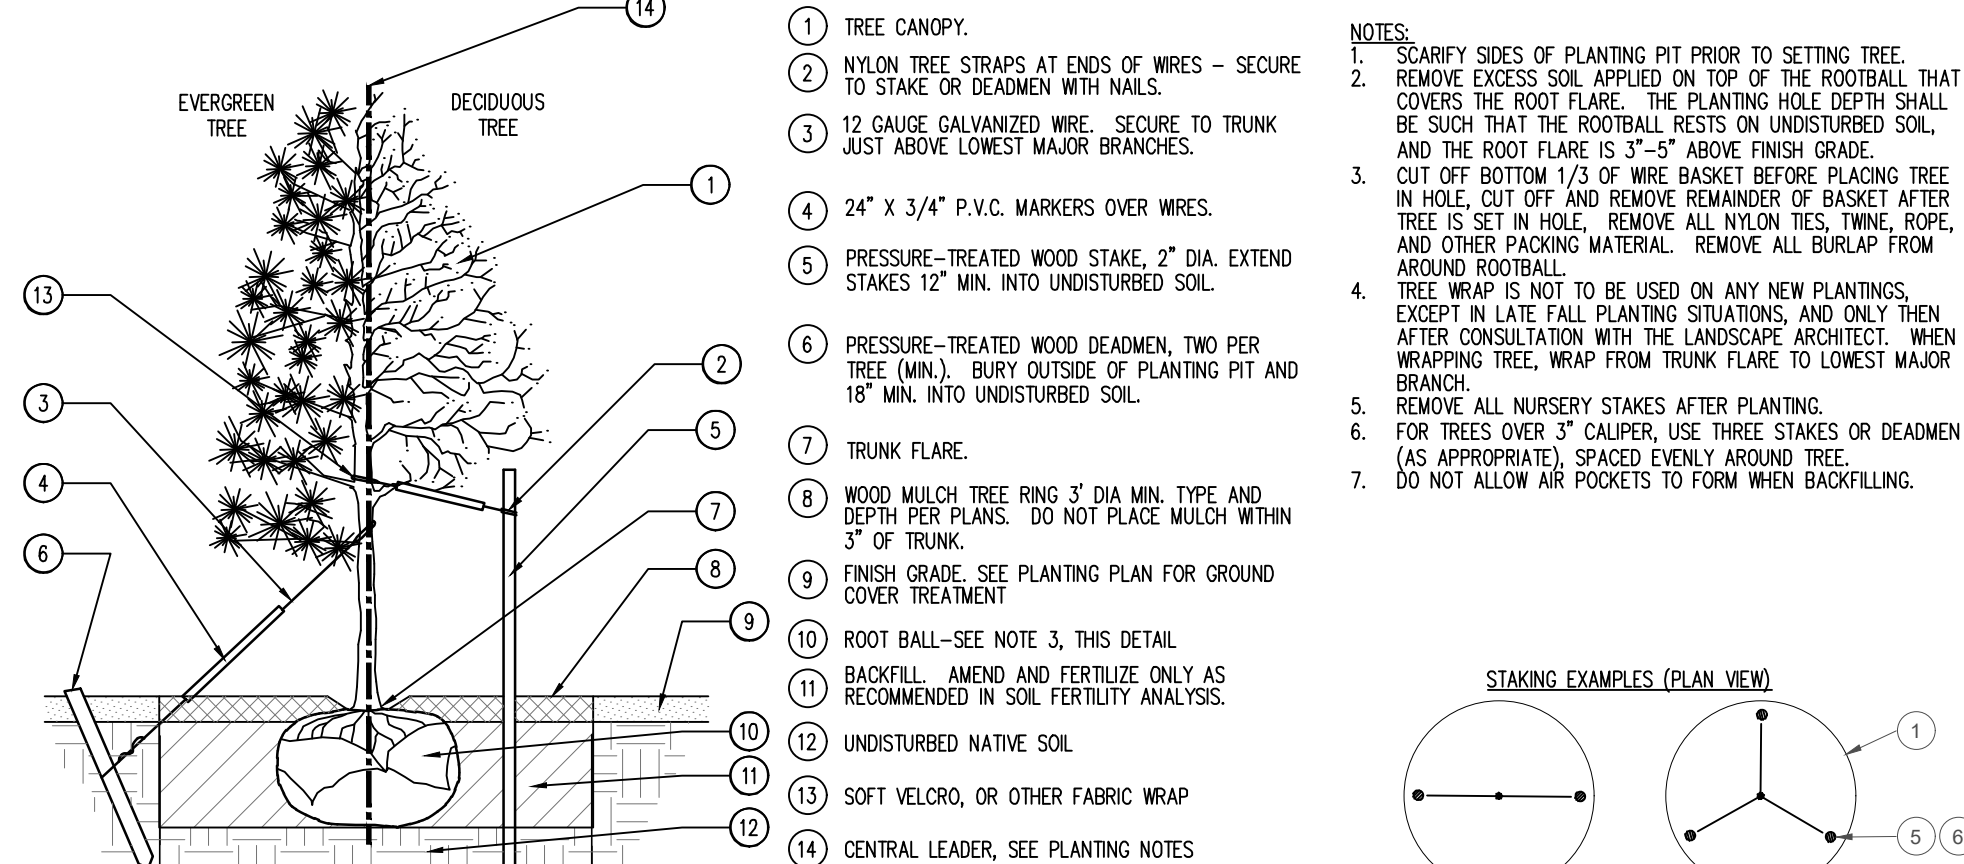 14
EVERGREEN
TREE
DECIDUOUS
TREE
1
13
2
3
5
4
7
6
8
9
10
11
12
1 TREE CANOPY.
2 NYLON TREE STRAPS AT ENDS OF WIRES – SECURE
TO STAKE OR DEADMEN WITH NAILS.
3 12 GAUGE GALVANIZED WIRE. SECURE TO TRUNK
JUST ABOVE LOWEST MAJOR BRANCHES.
4 24" X 3/4" P.V.C. MARKERS OVER WIRES.
5 PRESSURE–TREATED WOOD STAKE, 2" DIA. EXTEND
STAKES 12" MIN. INTO UNDISTURBED SOIL.
6 PRESSURE–TREATED WOOD DEADMEN, TWO PER
TREE (MIN.). BURY OUTSIDE OF PLANTING PIT AND
18" MIN. INTO UNDISTURBED SOIL.
7 TRUNK FLARE.
8 WOOD MULCH TREE RING 3' DIA MIN. TYPE AND
DEPTH PER PLANS. DO NOT PLACE MULCH WITHIN
3" OF TRUNK.
9 FINISH GRADE. SEE PLANTING PLAN FOR GROUND
COVER TREATMENT
10 ROOT BALL–SEE NOTE 3, THIS DETAIL
11 BACKFILL. AMEND AND FERTILIZE ONLY AS
RECOMMENDED IN SOIL FERTILITY ANALYSIS.
12 UNDISTURBED NATIVE SOIL
13 SOFT VELCRO, OR OTHER FABRIC WRAP
14 CENTRAL LEADER, SEE PLANTING NOTES
NOTES:
1. SCARIFY SIDES OF PLANTING PIT PRIOR TO SETTING TREE.
2. REMOVE EXCESS SOIL APPLIED ON TOP OF THE ROOTBALL THAT
COVERS THE ROOT FLARE. THE PLANTING HOLE DEPTH SHALL
BE SUCH THAT THE ROOTBALL RESTS ON UNDISTURBED SOIL,
AND THE ROOT FLARE IS 3"–5" ABOVE FINISH GRADE.
3. CUT OFF BOTTOM 1/3 OF WIRE BASKET BEFORE PLACING TREE
IN HOLE, CUT OFF AND REMOVE REMAINDER OF BASKET AFTER
TREE IS SET IN HOLE, REMOVE ALL NYLON TIES, TWINE, ROPE,
AND OTHER PACKING MATERIAL. REMOVE ALL BURLAP FROM
AROUND ROOTBALL.
4. TREE WRAP IS NOT TO BE USED ON ANY NEW PLANTINGS,
EXCEPT IN LATE FALL PLANTING SITUATIONS, AND ONLY THEN
AFTER CONSULTATION WITH THE LANDSCAPE ARCHITECT. WHEN
WRAPPING TREE, WRAP FROM TRUNK FLARE TO LOWEST MAJOR
BRANCH.
5. REMOVE ALL NURSERY STAKES AFTER PLANTING.
6. FOR TREES OVER 3" CALIPER, USE THREE STAKES OR DEADMEN
(AS APPROPRIATE), SPACED EVENLY AROUND TREE.
7. DO NOT ALLOW AIR POCKETS TO FORM WHEN BACKFILLING.
STAKING EXAMPLES (PLAN VIEW)
1
5 6